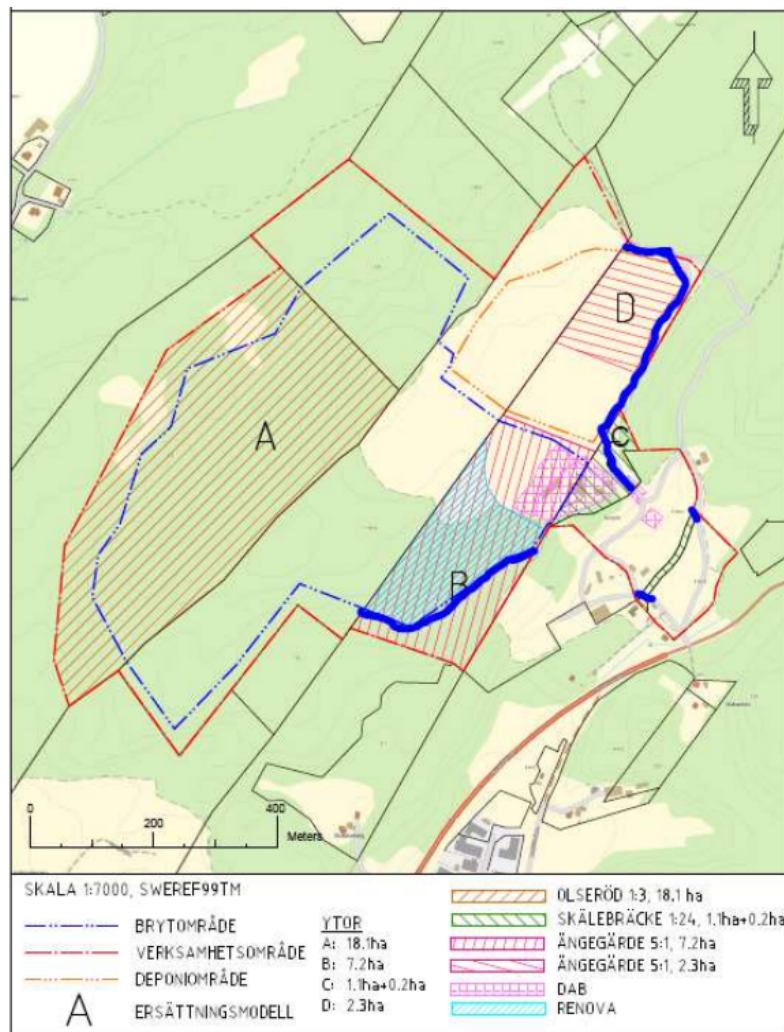 A
D
C
B
0
400
200
Meters
SKALA 1:7000, SWEREF99TM
BRYTOMRÅDE
VERKSAMHETSOMRÅDE
DEPONIOMRÅDE
A ERSÄTTNINGSMODELL
YTOR
A: 18.1ha
B: 7.2ha
C: 1.1ha+0.2ha
D: 2.3ha
OLSERÖD 1:3, 18,1 ha
SKÄLEBRÄCKE 1:24, 1.1ha+0.2ha
ÄNGEGÄRDE 5:1, 7.2ha
ÄNGEGÄRDE 5:1, 2.3ha
DAB
RENOVA